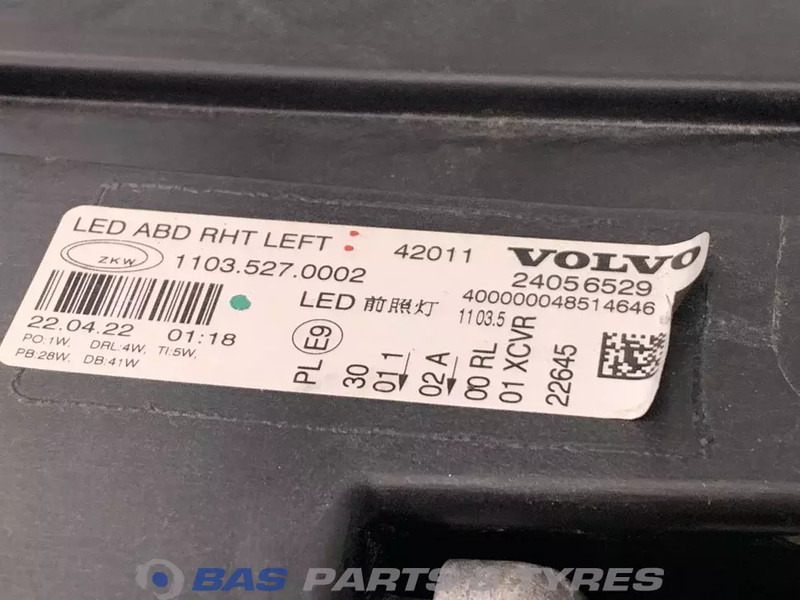 LED ABD RHT LEFT : 42011 VOLVO
ZKW 1103.527.0002 24056529
LED 前照灯 400000048514646
22.04.22 01:18
PO:1W, DRL:4W, TI:5W,
PB:28W, DB:41W
E9
PL
30
01 1
02 A
00 RL
01 XCVR
1103.5
22645
BAS PARTS & TYRES